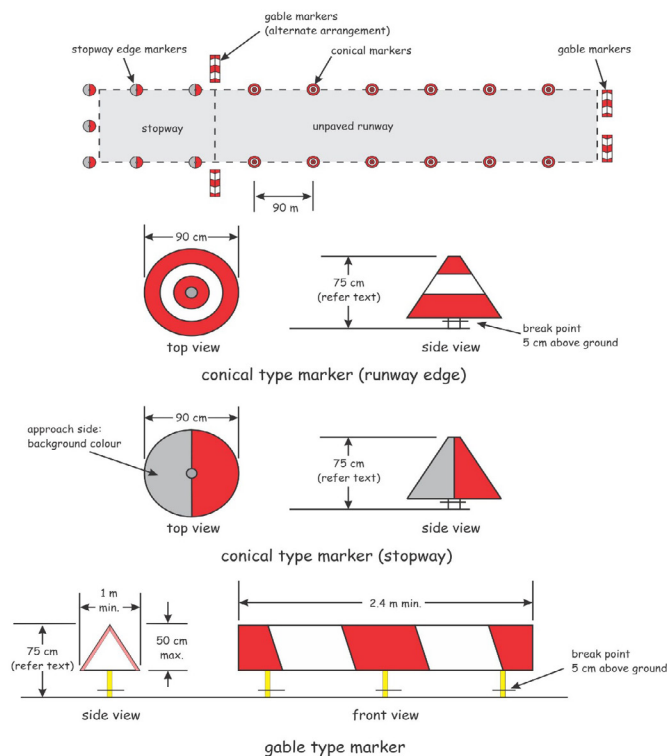 gable markers
(alternate arrangement)
stopway edge markers
conical markers
gable markers
stopway
unpaved runway
90 m
90 cm
75 cm
(refer text)
break point
5 cm above ground
top view
side view
conical type marker (runway edge)
90 cm
approach side:
background colour
75 cm
(refer text)
top view
side view
conical type marker (stopway)
1 m
min.
2.4 m min.
75 cm
(refer text)
50 cm
max.
break point
5 cm above ground
side view
front view
gable type marker